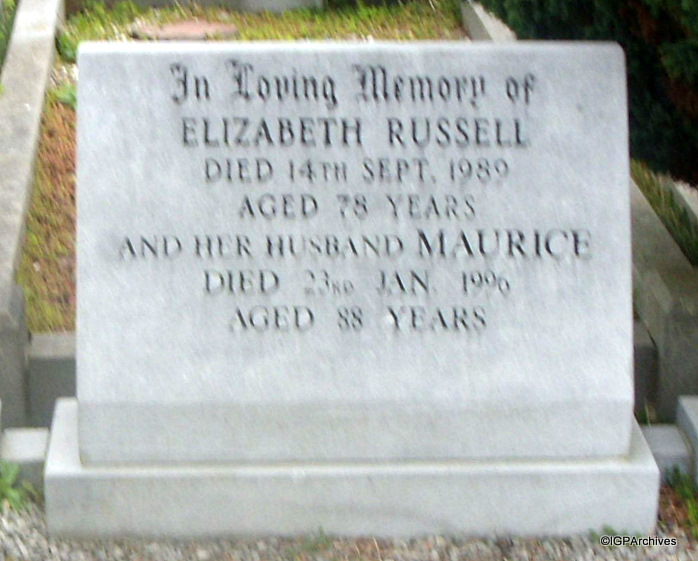 In Loving Memory of
ELIZABETH RUSSELL
DIED 14TH SEPT. 1989
AGED 78 YEARS
AND HER HUSBAND MAURICE
DIED 23RD JAN. 1996
AGED 88 YEARS
©IGPArchives